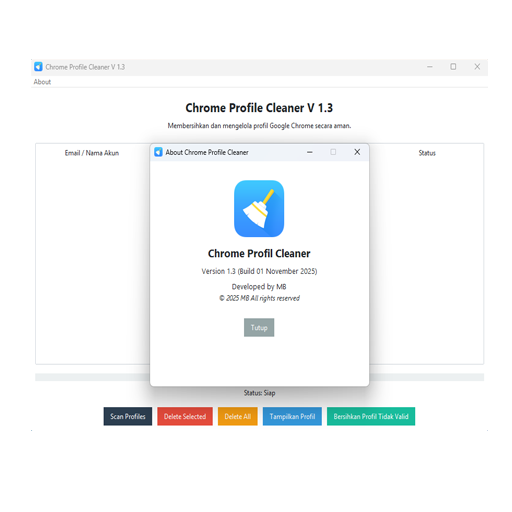 Chrome Profile Cleaner V 1.3
About
Chrome Profile Cleaner V 1.3
Membersihkan dan mengelola profil Google Chrome secara aman.
Email / Nama Akun
Status
About Chrome Profile Cleaner
Chrome Profil Cleaner
Version 1.3 (Build 01 November 2025)
Developed by MB
© 2025 MB All rights reserved
Tutup
Status: Siap
Scan Profiles
Delete Selected
Delete All
Tampilkan Profil
Bersihkan Profil Tidak Valid